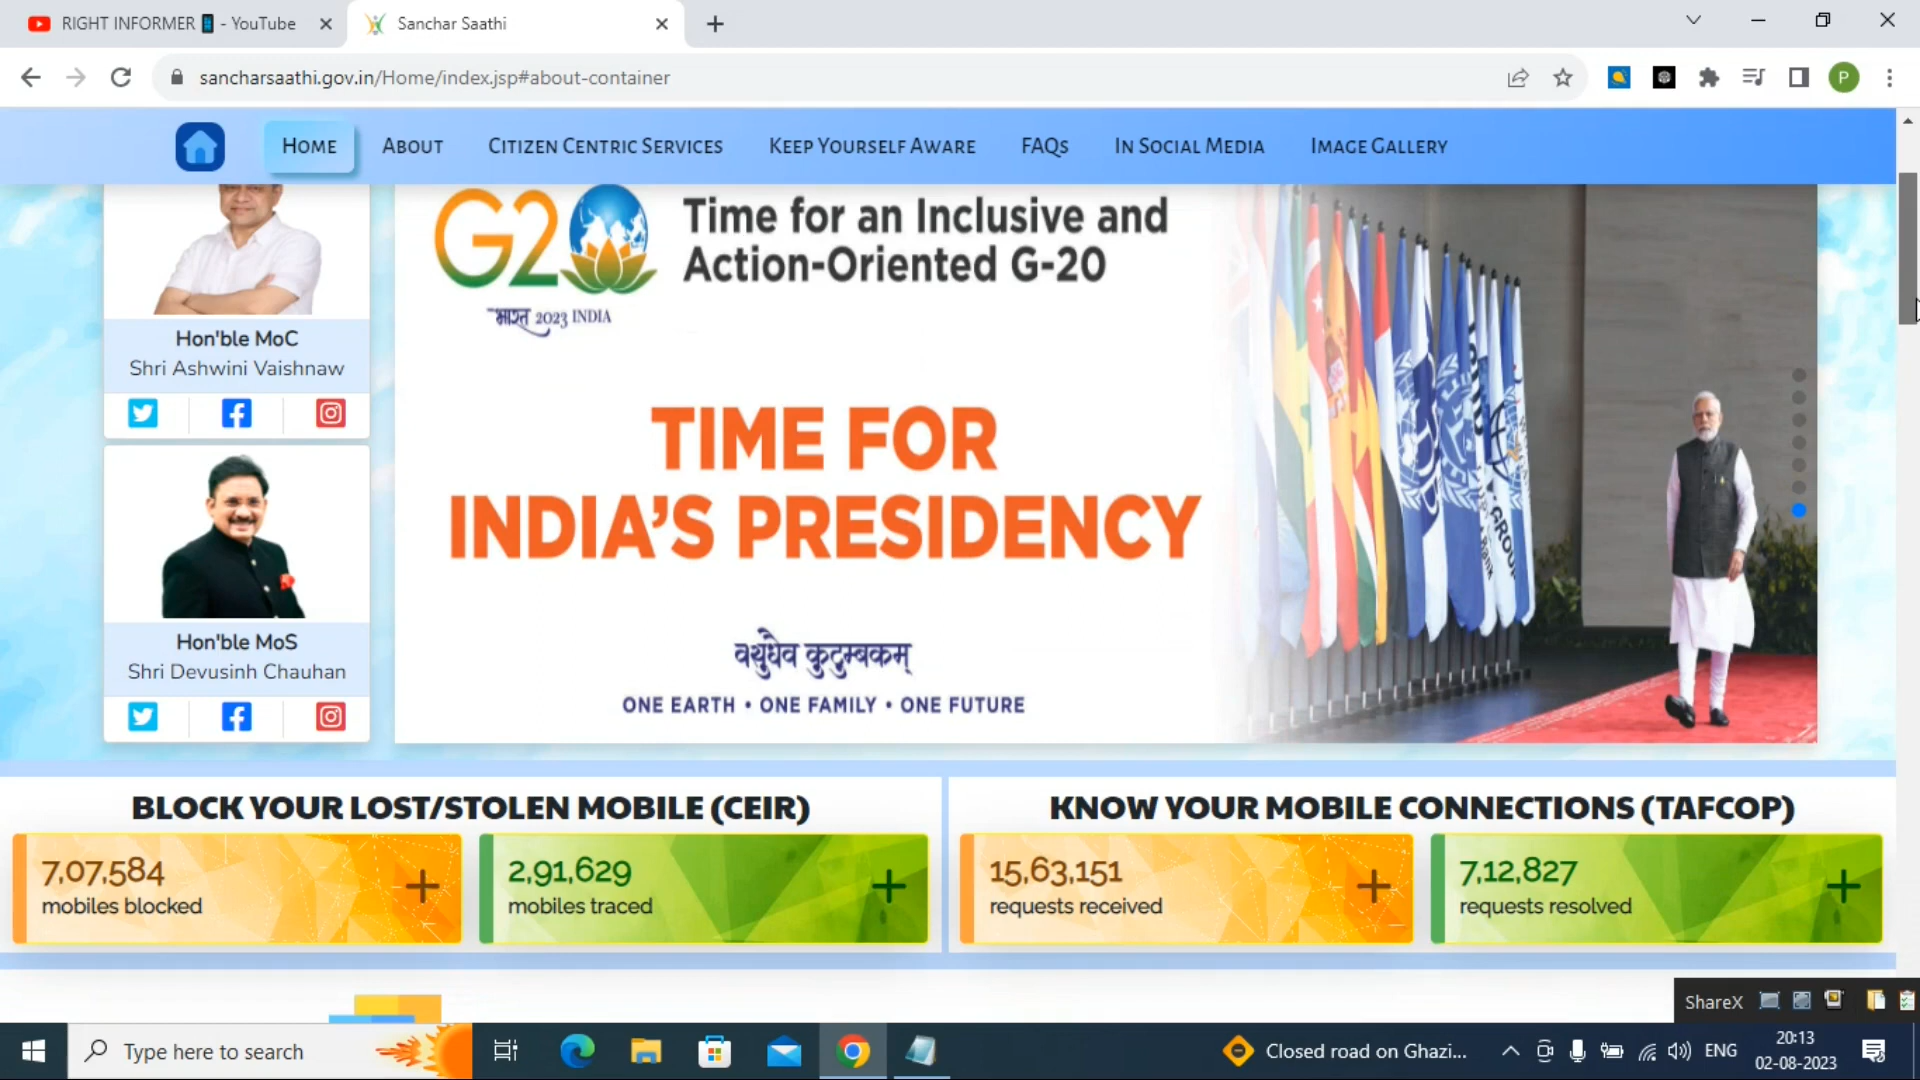 RIGHT INFORMER📱 - YouTube
Sanchar Saathi
sancharsaathi.gov.in/Home/index.jsp#about-container
P
HOME
ABOUT
CITIZEN CENTRIC SERVICES
KEEP YOURSELF AWARE
FAQs
IN SOCIAL MEDIA
IMAGE GALLERY
Hon'ble MoC
Shri Ashwini Vaishnaw
Hon'ble MoS
Shri Devusinh Chauhan
G20
भारत 2023 INDIA
Time for an Inclusive and
Action-Oriented G-20
TIME FOR
INDIA'S PRESIDENCY
वसुधैव कुटुम्बकम्
ONE EARTH • ONE FAMILY • ONE FUTURE
BLOCK YOUR LOST/STOLEN MOBILE (CEIR)
7,07,584
mobiles blocked
2,91,629
mobiles traced
KNOW YOUR MOBILE CONNECTIONS (TAFCOP)
15,63,151
requests received
7,12,827
requests resolved
ShareX
Type here to search
Closed road on Ghazi...
ENG
20:13
02-08-2023